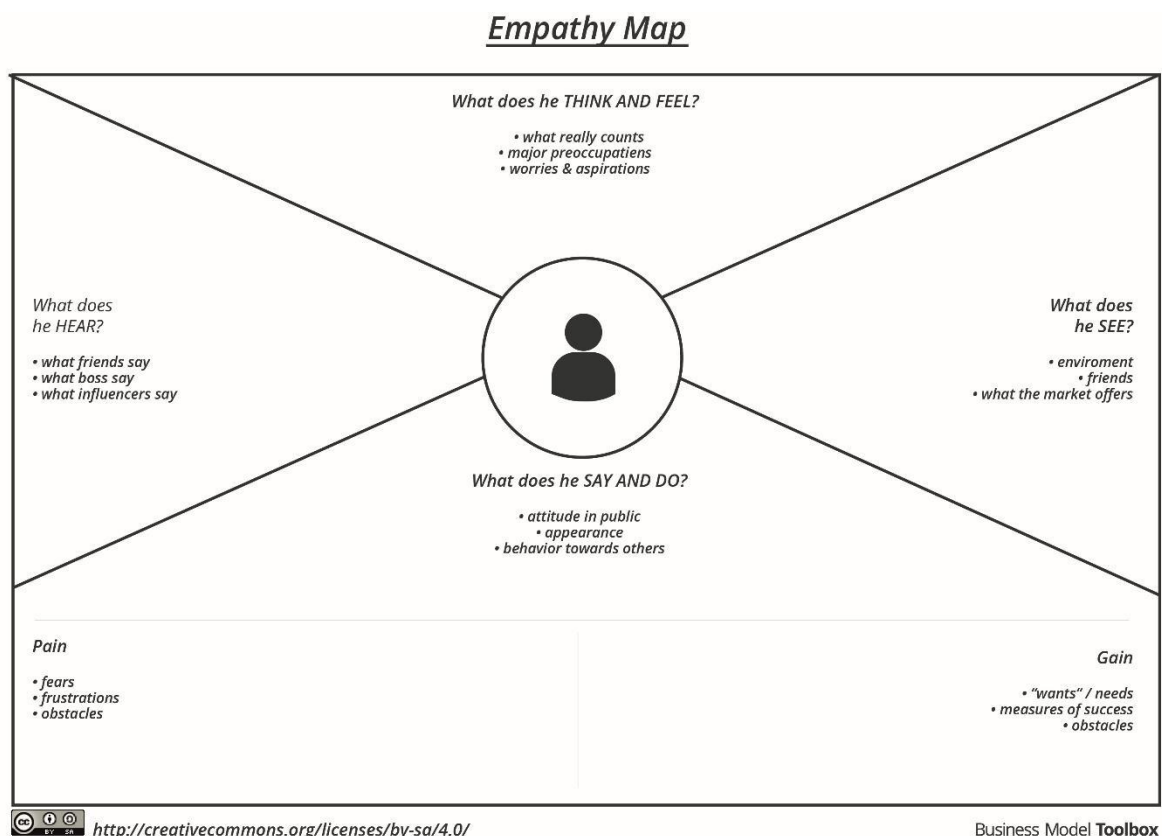 Empathy Map
What does he THINK AND FEEL?
• what really counts
• major preoccupatiens
• worries & aspirations
What does
he HEAR?
• what friends say
• what boss say
• what influencers say
What does
he SEE?
• enviroment
• friends
• what the market offers
What does he SAY AND DO?
• attitude in public
• appearance
• behavior towards others
Pain
• fears
• frustrations
• obstacles
Gain
• “wants” / needs
• measures of success
• obstacles
cc BY SA
http://creativecommons.org/licenses/by-sa/4.0/
Business Model Toolbox